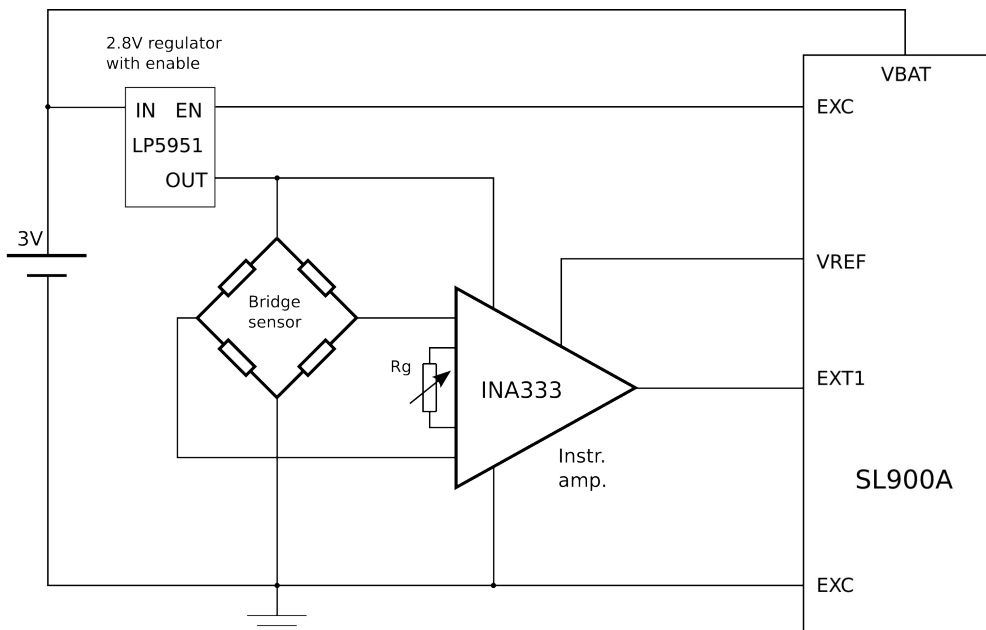 2.8V regulator
with enable
VBAT
IN EN
EXC
LP5951
OUT
3V
VREF
Bridge
sensor
Rg
EXT1
INA333
Instr.
amp.
SL900A
EXC